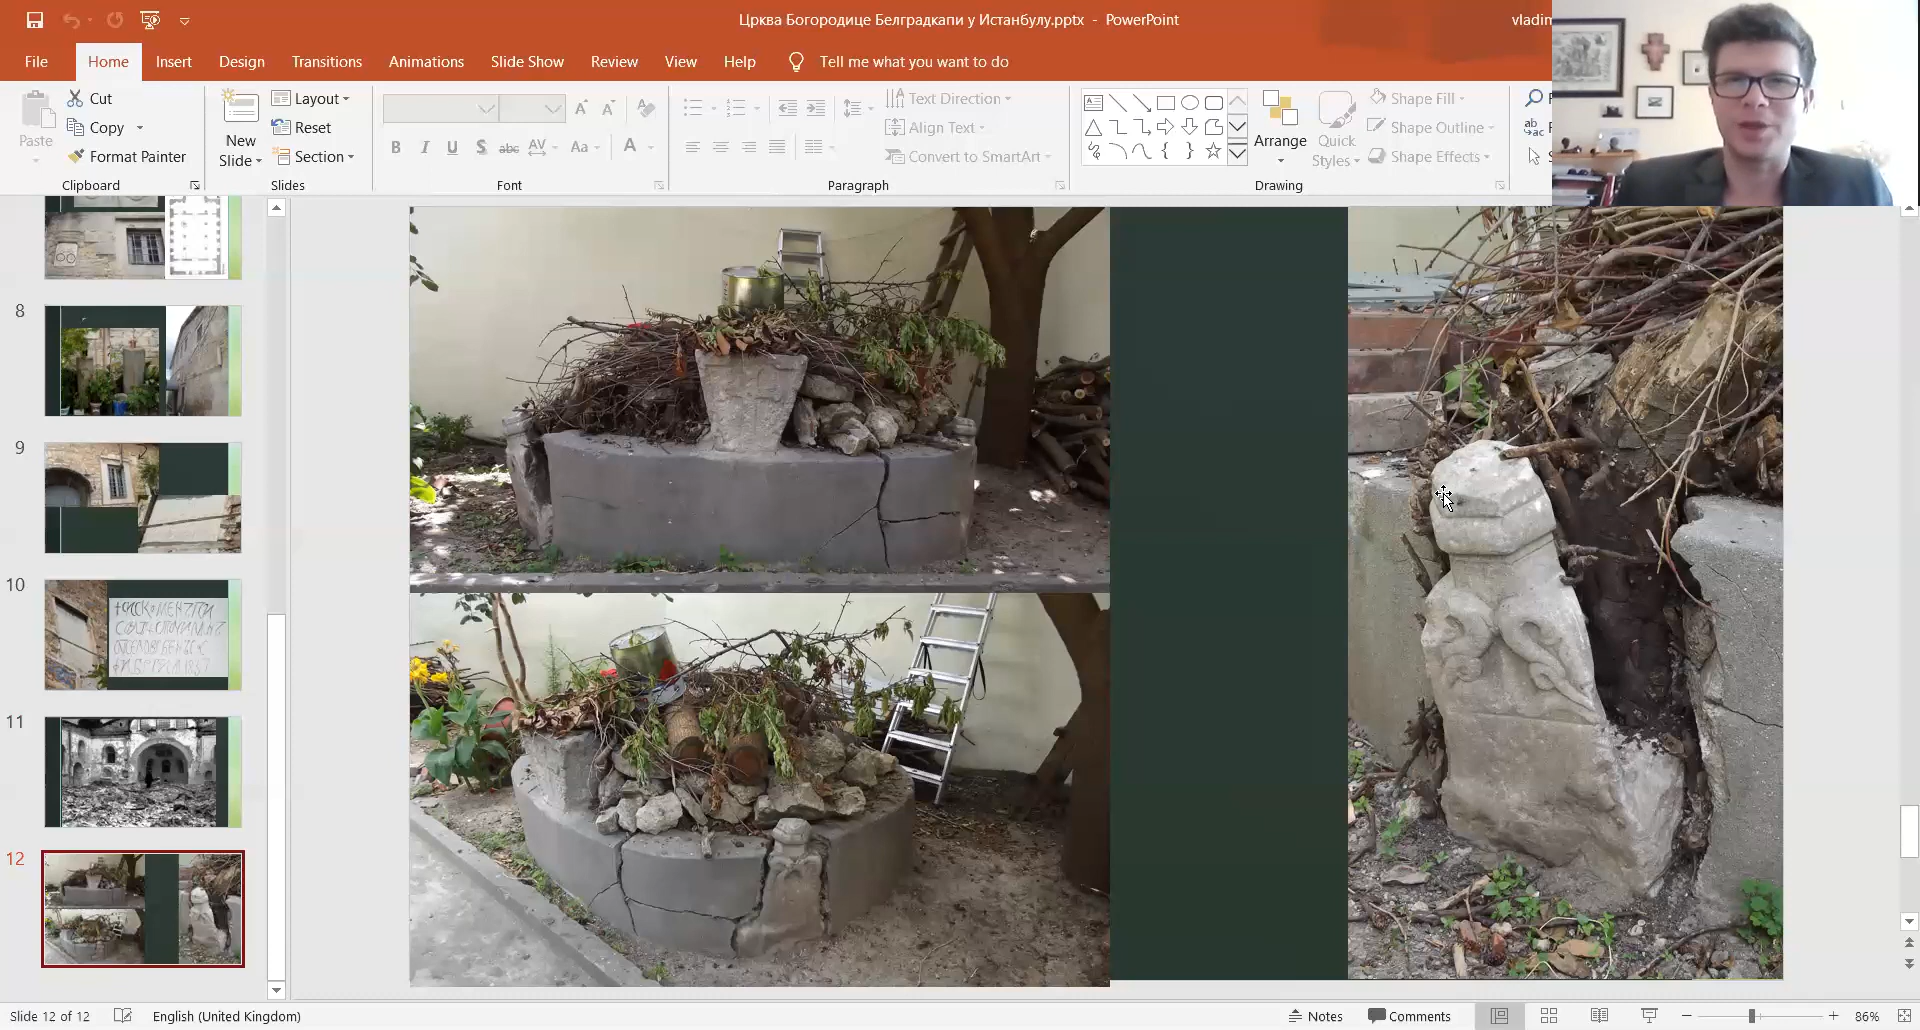 Црква Богородице Белградкапи у Истанбулу.pptx - PowerPoint
vladim
File Home Insert Design Transitions Animations Slide Show Review View Help Tell me what you want to do
Paste
Cut
Copy
Format Painter
Clipboard
New Slide
Layout
Reset
Section
Slides
B I U S abc AV Aa A
Font
Text Direction
Align Text
Convert to SmartArt
Paragraph
Arrange
Quick Styles
Shape Fill
Shape Outline
Shape Effects
Drawing
8
9
10
11
12
Slide 12 of 12 English (United Kingdom) Notes Comments 86%